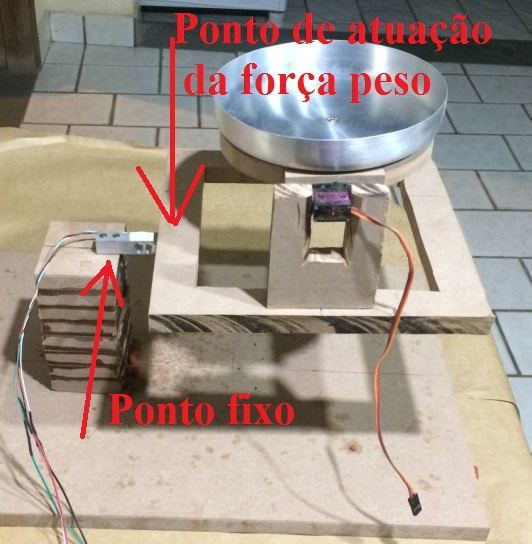 Ponto de atuação
da força peso
Ponto fixo